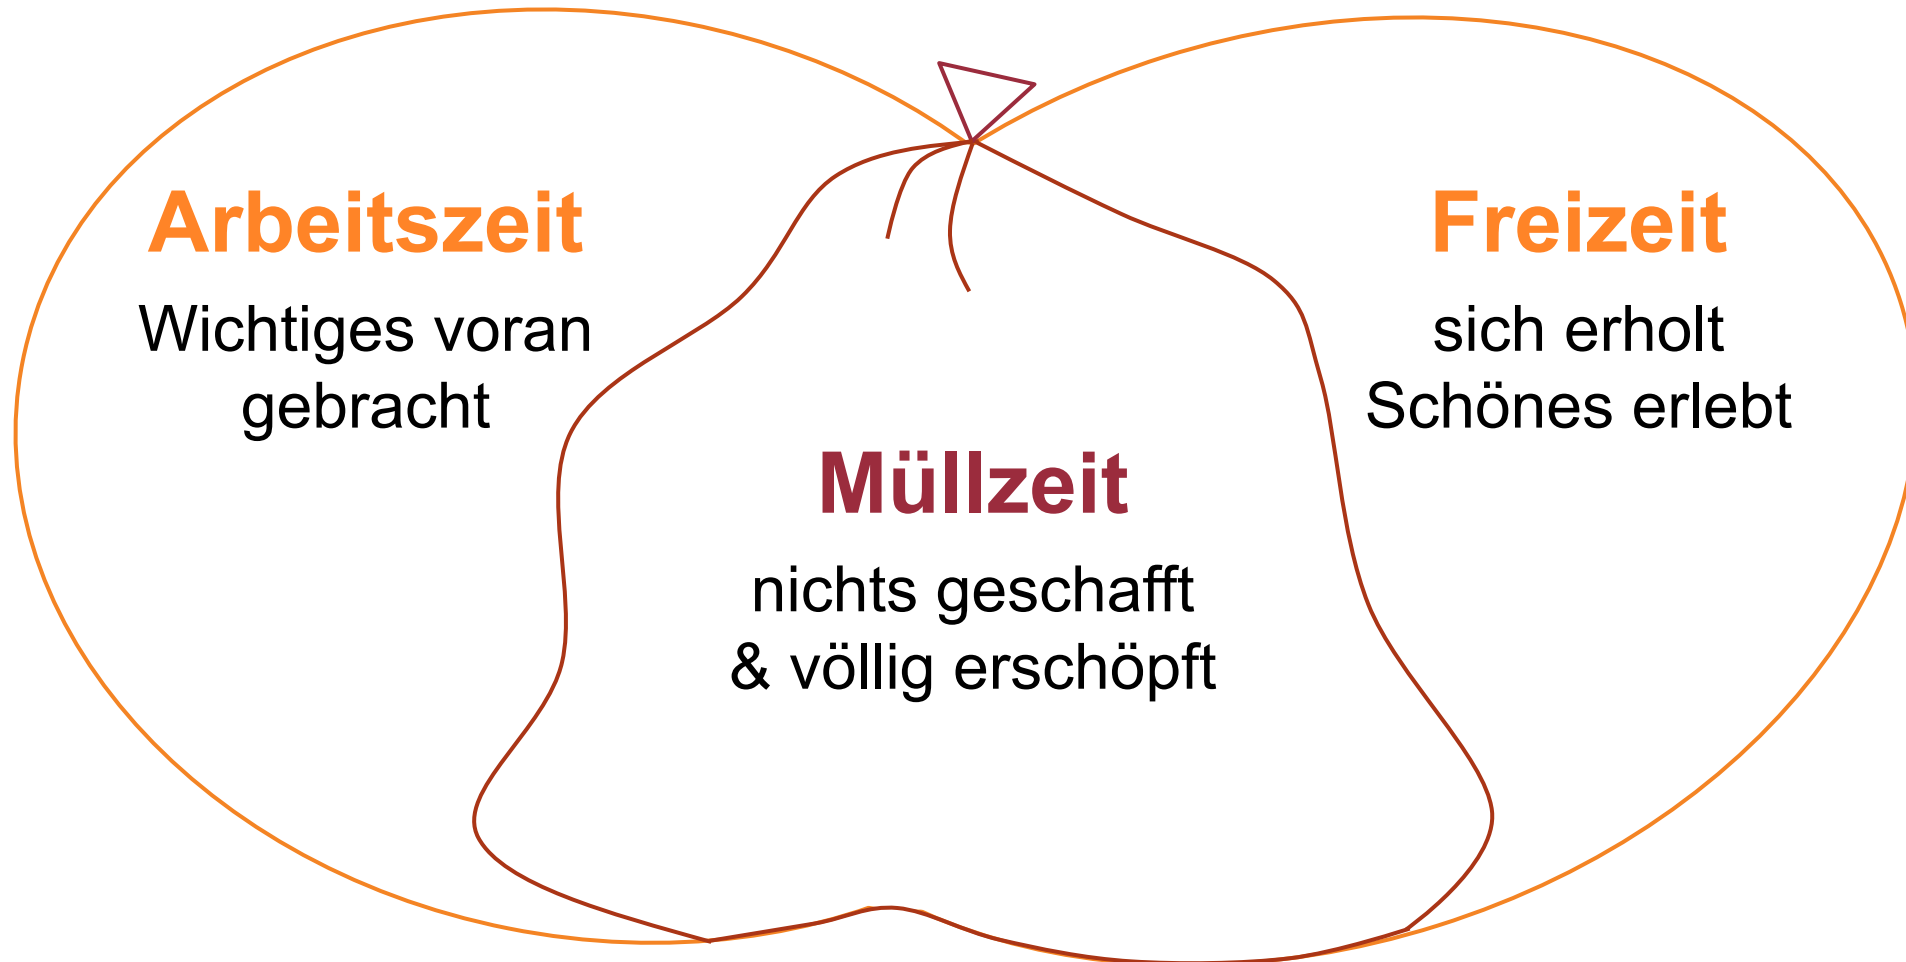 Arbeitszeit
Wichtiges voran
gebracht
Müllzeit
nichts geschafft
& völlig erschöpft
Freizeit
sich erholt
Schönes erlebt